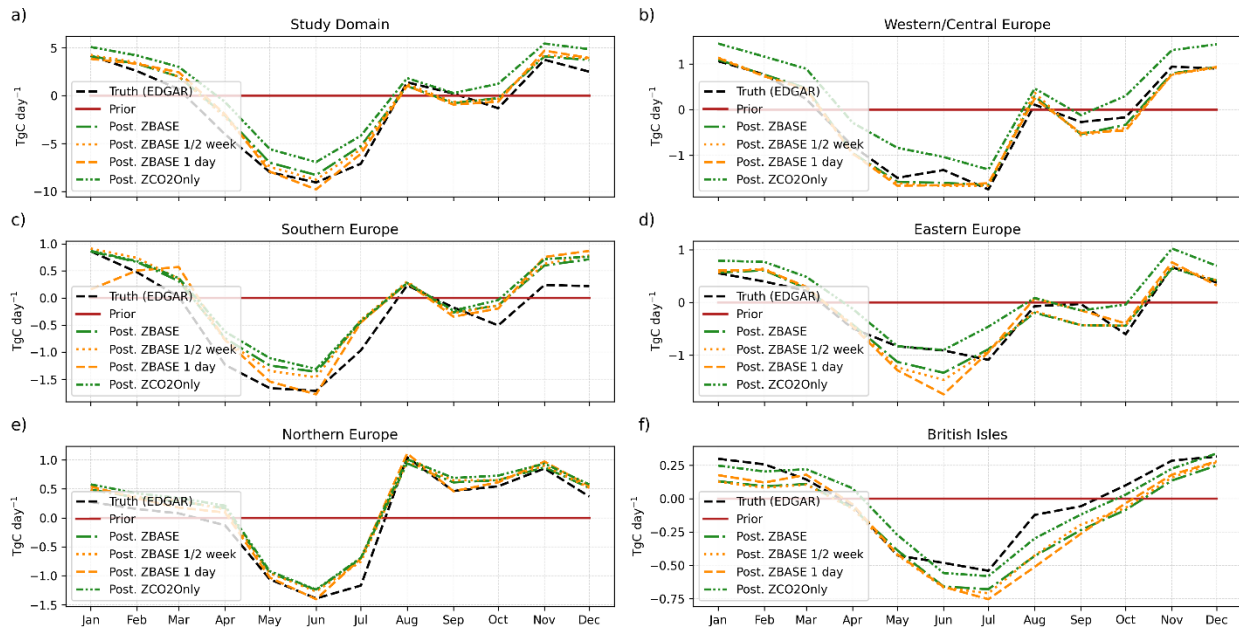 a) Study Domain
5
0
−5
−10
TgC day⁻¹
Truth (EDGAR)
Prior
Post. ZBASE
Post. ZBASE 1/2 week
Post. ZBASE 1 day
Post. ZCO2Only
b) Western/Central Europe
1
0
−1
TgC day⁻¹
Truth (EDGAR)
Prior
Post. ZBASE
Post. ZBASE 1/2 week
Post. ZBASE 1 day
Post. ZCO2Only
c) Southern Europe
1.0
0.5
0.0
−0.5
−1.0
−1.5
TgC day⁻¹
Truth (EDGAR)
Prior
Post. ZBASE
Post. ZBASE 1/2 week
Post. ZBASE 1 day
Post. ZCO2Only
d) Eastern Europe
1
0
−1
TgC day⁻¹
Truth (EDGAR)
Prior
Post. ZBASE
Post. ZBASE 1/2 week
Post. ZBASE 1 day
Post. ZCO2Only
e) Northern Europe
1.0
0.5
0.0
−0.5
−1.0
−1.5
TgC day⁻¹
Truth (EDGAR)
Prior
Post. ZBASE
Post. ZBASE 1/2 week
Post. ZBASE 1 day
Post. ZCO2Only
Jan Feb Mar Apr May Jun Jul Aug Sep Oct Nov Dec
f) British Isles
0.25
0.00
−0.25
−0.50
−0.75
TgC day⁻¹
Truth (EDGAR)
Prior
Post. ZBASE
Post. ZBASE 1/2 week
Post. ZBASE 1 day
Post. ZCO2Only
Jan Feb Mar Apr May Jun Jul Aug Sep Oct Nov Dec